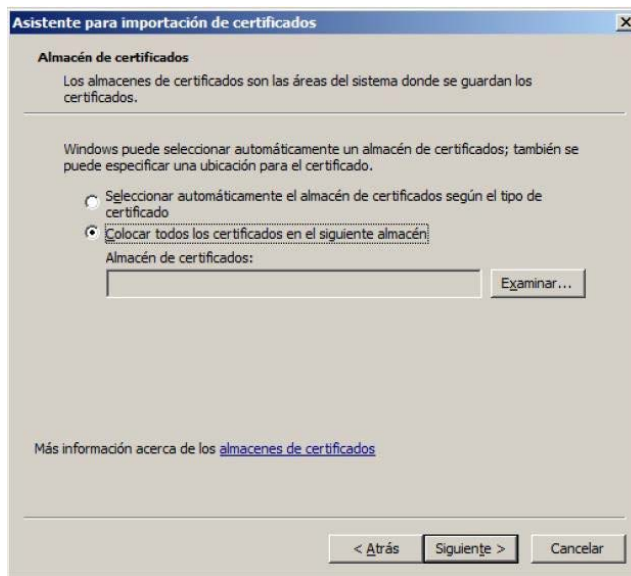 Asistente para importación de certificados
Almacén de certificados
Los almacenes de certificados son las áreas del sistema donde se guardan los
certificados.
Windows puede seleccionar automáticamente un almacén de certificados; también se
puede especificar una ubicación para el certificado.
Seleccionar automáticamente el almacén de certificados según el tipo de
certificado
Colocar todos los certificados en el siguiente almacén
Almacén de certificados:
Examinar...
Más información acerca de los almacenes de certificados
< Atrás Siguiente > Cancelar